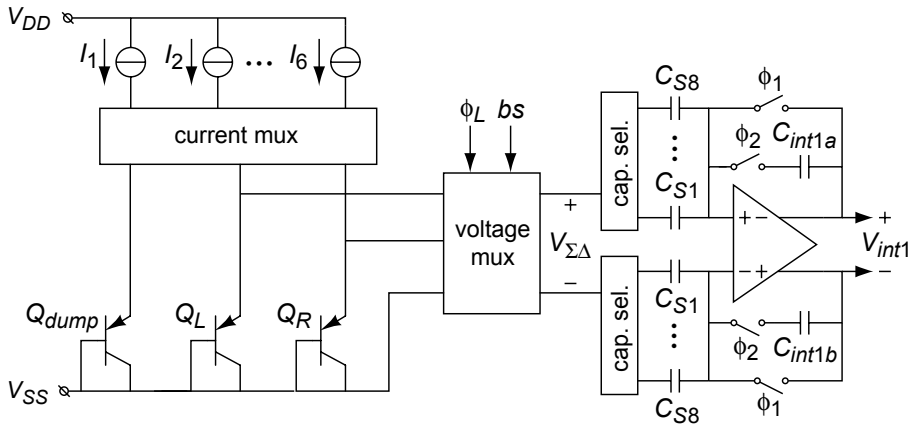 V_DD
I_1 I_2 ... I_6
current mux
Q_dump Q_L Q_R
V_SS
ϕ_L bs
voltage mux
+
V_ΣΔ
−
cap. sel.
C_S8
⋮
C_S1
ϕ_1
ϕ_2 C_int1a
+ −
− +
+
V_int1
−
cap. sel.
C_S1
⋮
C_S8
ϕ_2 C_int1b
ϕ_1